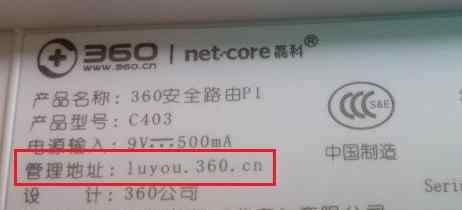 360 | net·core 磊科®
www.360.cn
产品名称: 360安全路由P1
产品型号: C403
电源输入: 9V⎓500mA
管理地址: luyou.360.cn
设 计: 360公司
CCC S&E
中国制造
Seri